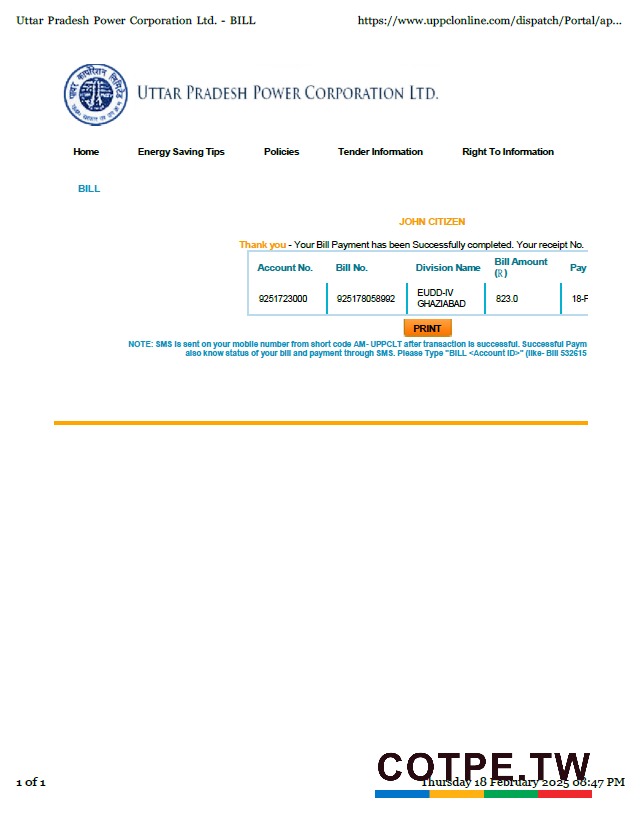 Uttar Pradesh Power Corporation Ltd. - BILL https://www.uppclonline.com/dispatch/Portal/ap...
UTTAR PRADESH POWER CORPORATION LTD.
Home Energy Saving Tips Policies Tender Information Right To Information
BILL
JOHN CITIZEN
Thank you - Your Bill Payment has been Successfully completed. Your receipt No.
Account No. Bill No. Division Name Bill Amount (R) Pay
9251723000 925178058992 EUDD-IV GHAZIABAD 823.0 18-F
PRINT
NOTE: SMS is sent on your mobile number from short code AM- UPPCLT after transaction is successful. Successful Paym
also know status of your bill and payment through SMS. Please Type "BILL <Account ID>" (like- Bill 532615
COTPE.TW
1 of 1 Thursday 18 February 2025 08:47 PM